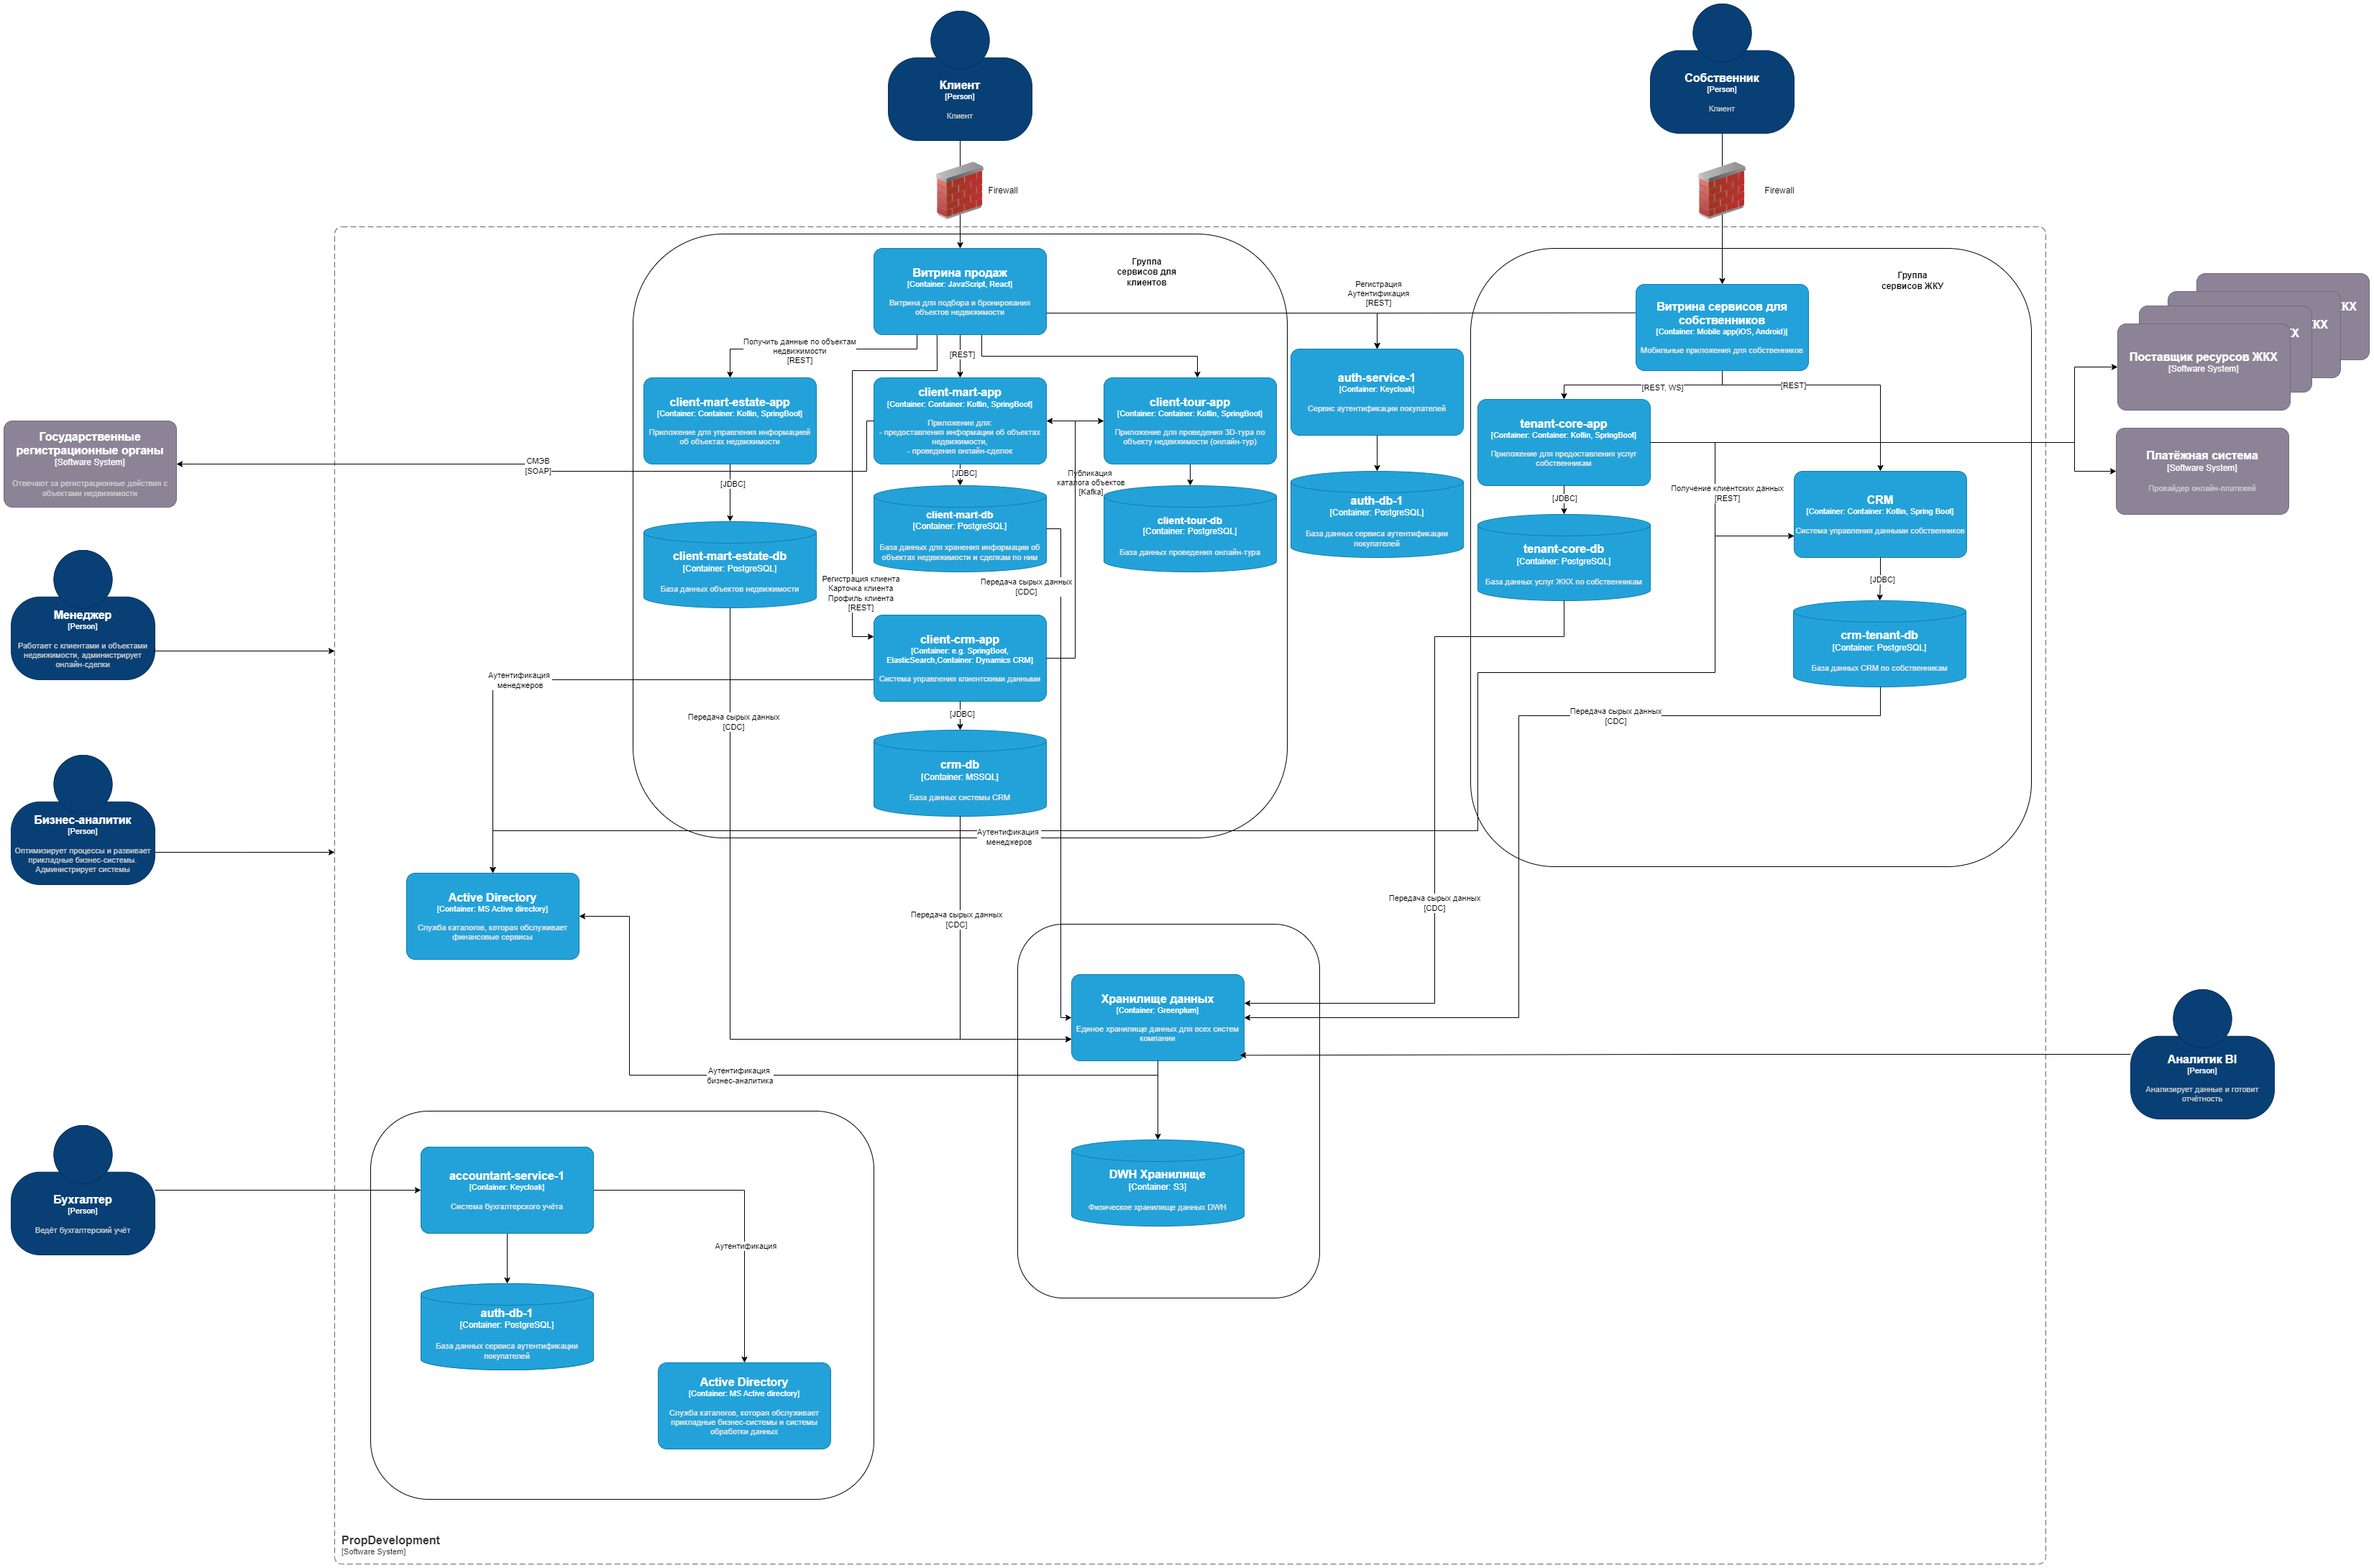 Клиент
[Person]
Клиент
Собственник
[Person]
Клиент
Firewall
Firewall
Витрина продаж
[Container: JavaScript, React]
Витрина для подбора и бронирования
объектов недвижимости
Группа
сервисов для
клиентов
Регистрация
Аутентификация
[REST]
Витрина сервисов для
собственников
[Container: Mobile app(iOS, Android)]
Мобильные приложения для собственников
Группа
сервисов ЖКУ
ЖКХ
ЖКХ
ЖКХ
Поставщик ресурсов ЖКХ
[Software System]
Платёжная система
[Software System]
Провайдер онлайн-платежей
Получить данные по объектам
недвижимости
[REST]
[REST]
client-mart-estate-app
[Container: Container: Kotlin, SpringBoot]
Приложение для управления информацией
об объектах недвижимости
client-mart-app
[Container: Container: Kotlin, SpringBoot]
Приложение для:
- предоставления информации об объектах
недвижимости,
- проведения онлайн-сделок
client-tour-app
[Container: Container: Kotlin, SpringBoot]
Приложение для проведения 3D-тура по
объекту недвижимости (онлайн-тур)
auth-service-1
[Container: Keycloak]
Сервис аутентификации покупателей
[REST, WS]
[REST]
tenant-core-app
[Container: Container: Kotlin, SpringBoot]
Приложение для предоставления услуг
собственникам
Государственные
регистрационные органы
[Software System]
Отвечают за регистрационные действия с
объектами недвижимости
СМЭВ
[SOAP]
[JDBC]
[JDBC]
Публикация
каталога объектов
[Kafka]
[JDBC]
Получение клиентских данных
[REST]
CRM
[Container: Container: Kotlin, Spring Boot]
Система управления данными собственников
client-mart-estate-db
[Container: PostgreSQL]
База данных объектов недвижимости
client-mart-db
[Container: PostgreSQL]
База данных для хранения информации об
объектах недвижимости и сделкам по ним
client-tour-db
[Container: PostgreSQL]
База данных проведения онлайн-тура
auth-db-1
[Container: PostgreSQL]
База данных сервиса аутентификации
покупателей
tenant-core-db
[Container: PostgreSQL]
База данных услуг ЖКХ по собственникам
[JDBC]
crm-tenant-db
[Container: PostgreSQL]
База данных CRM по собственникам
Регистрация клиента
Карточка клиента
Профиль клиента
[REST]
Передача сырых данных
[CDC]
Менеджер
[Person]
Работает с клиентами и объектами
недвижимости, администрирует
онлайн-сделки
client-crm-app
[Container: e.g. SpringBoot,
ElasticSearch,Container: Dynamics CRM]
Система управления клиентскими данными
Аутентификация
менеджеров
Передача сырых данных
[CDC]
[JDBC]
Передача сырых данных
[CDC]
crm-db
[Container: MSSQL]
База данных системы CRM
Бизнес-аналитик
[Person]
Оптимизирует процессы и развивает
прикладные бизнес-системы.
Администрирует системы
Аутентификация
менеджеров
Active Directory
[Container: MS Active directory]
Служба каталогов, которая обслуживает
финансовые сервисы
Передача сырых данных
[CDC]
Передача сырых данных
[CDC]
Хранилище данных
[Container: Greenplum]
Единое хранилище данных для всех систем
компании
Аутентификация
бизнес-аналитика
Аналитик BI
[Person]
Анализирует данные и готовит
отчётность
DWH Хранилище
[Container: S3]
Физическое хранилище данных DWH
Бухгалтер
[Person]
Ведёт бухгалтерский учёт
accountant-service-1
[Container: Keycloak]
Система бухгалтерского учёта
Аутентификация
auth-db-1
[Container: PostgreSQL]
База данных сервиса аутентификации
покупателей
Active Directory
[Container: MS Active directory]
Служба каталогов, которая обслуживает
прикладные бизнес-системы и системы
обработки данных
PropDevelopment
[Software System]